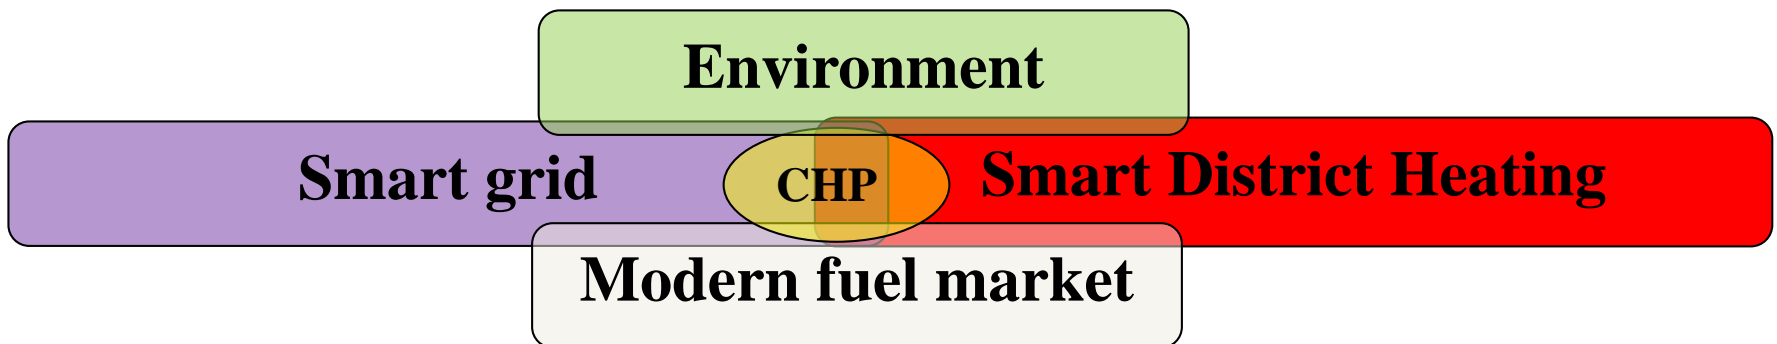 Environment
Smart grid
CHP
Smart District Heating
Modern fuel market